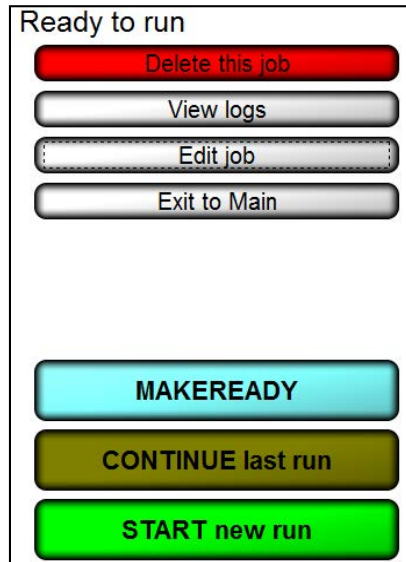 Ready to run
Delete this job
View logs
Edit job
Exit to Main
MAKEREADY
CONTINUE last run
START new run